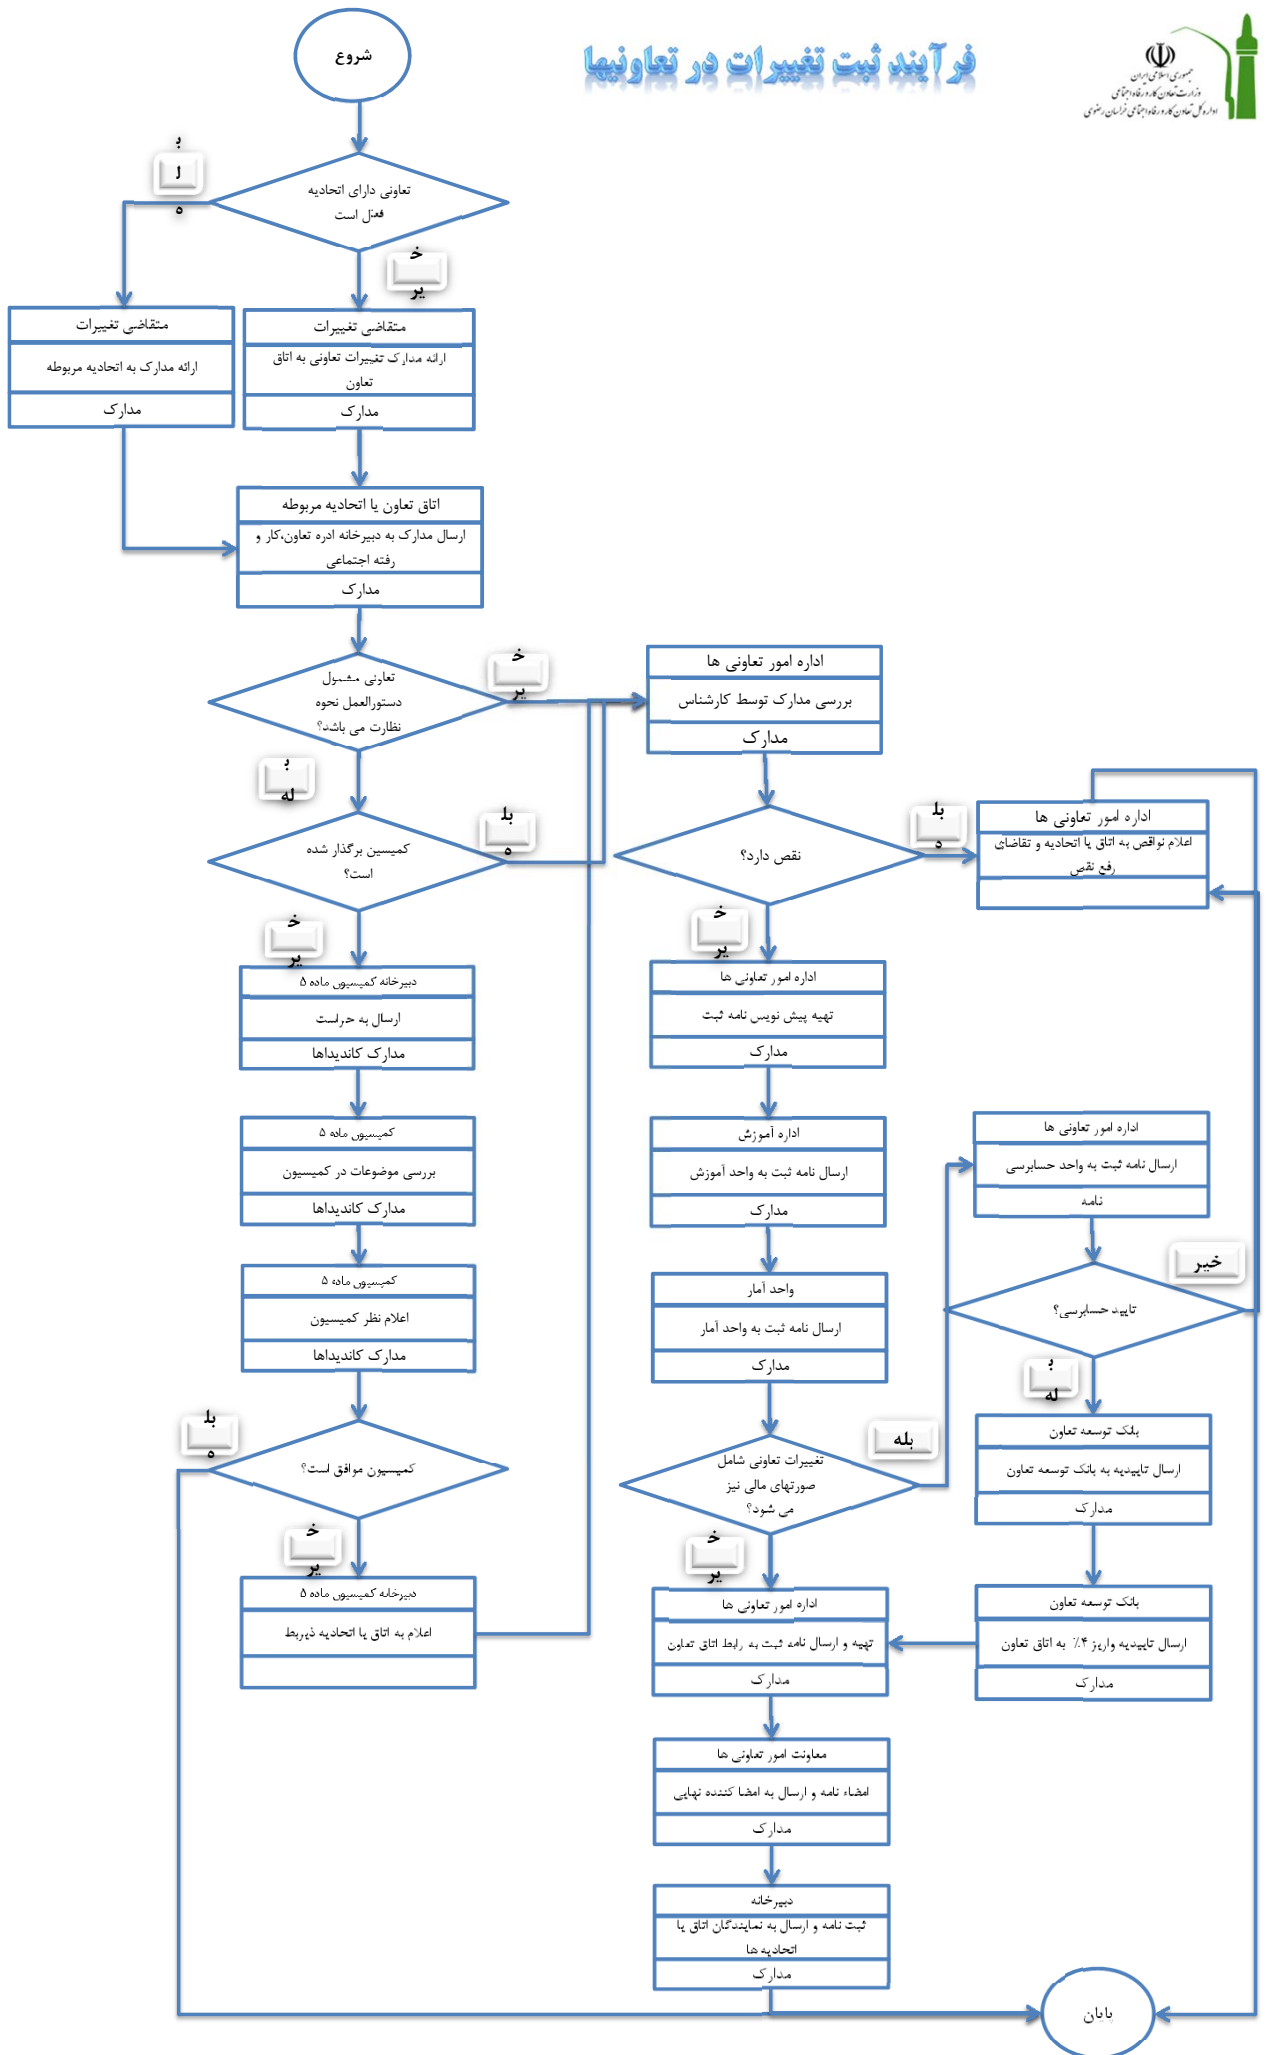 فرآیند ثبت تغییرات در تعاونیها
جمهوری اسلامی ایران
وزارت تعاون کار و رفاه اجتماعی
اداره کل تعاون کار و رفاه اجتماعی خراسان رضوی
شروع
تعاونی دارای اتحادیه
فعال است
بله
خیر
متقاضی تغییرات
ارائه مدارک به اتحادیه مربوطه
مدارک
متقاضی تغییرات
ارائه مدارک تغییرات تعاونی به اتاق
تعاون
مدارک
اتاق تعاون یا اتحادیه مربوطه
ارسال مدارک به دبیرخانه ادره تعاون،کار و
رفته اجتماعی
مدارک
تعاونی مشمول
دستورالعمل نحوه
نظارت می باشد؟
خیر
بله
کمیسین برگذار شده
است؟
بله
خیر
دبیرخانه کمیسیون ماده ۵
ارسال به حراست
مدارک کاندیداها
کمیسیون ماده ۵
بررسی موضوعات در کمیسیون
مدارک کاندیداها
کمیسیون ماده ۵
اعلام نظر کمیسیون
مدارک کاندیداها
کمیسیون موافق است؟
بله
خیر
دبیرخانه کمیسیون ماده ۵
اعلام به اتاق یا اتحادیه ذیربط
اداره امور تعاونی ها
بررسی مدارک توسط کارشناس
مدارک
نقص دارد؟
بله
خیر
اداره امور تعاونی ها
اعلام نواقص به اتاق یا اتحادیه و تقاضای
رفع نقص
اداره امور تعاونی ها
تهیه پیش نویس نامه ثبت
مدارک
اداره آموزش
ارسال نامه ثبت به واحد آموزش
مدارک
واحد آمار
ارسال نامه ثبت به واحد آمار
مدارک
تغییرات تعاونی شامل
صورتهای مالی نیز
می شود؟
بله
خیر
اداره امور تعاونی ها
ارسال نامه ثبت به واحد حسابرسی
نامه
تایید حسابرسی؟
خیر
بله
بانک توسعه تعاون
ارسال تاییدیه به بانک توسعه تعاون
مدارک
بانک توسعه تعاون
ارسال تاییدیه واریز ۴٪ به اتاق تعاون
مدارک
اداره امور تعاونی ها
تهیه و ارسال نامه ثبت به رابط اتاق تعاون
مدارک
معاونت امور تعاونی ها
امضاء نامه و ارسال به امضا کننده نهایی
مدارک
دبیرخانه
ثبت نامه و ارسال به نمایندگان اتاق یا
اتحادیه ها
مدارک
پایان